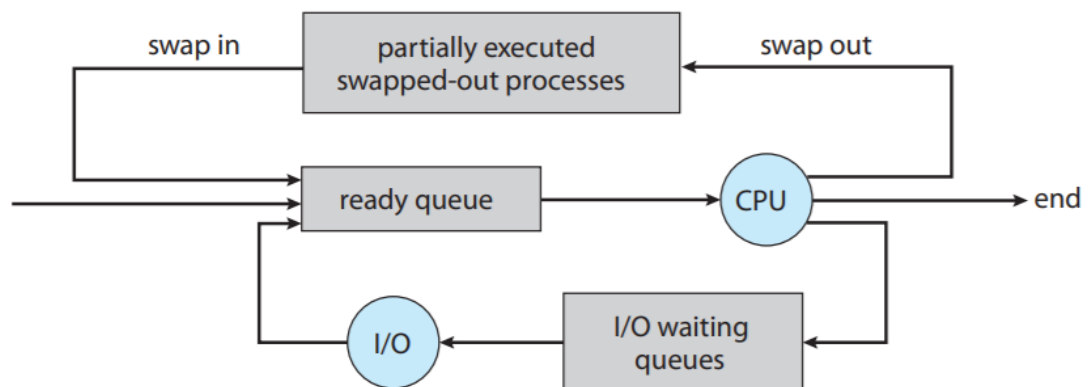 swap in
partially executed
swapped-out processes
swap out
ready queue
CPU
end
I/O
I/O waiting
queues